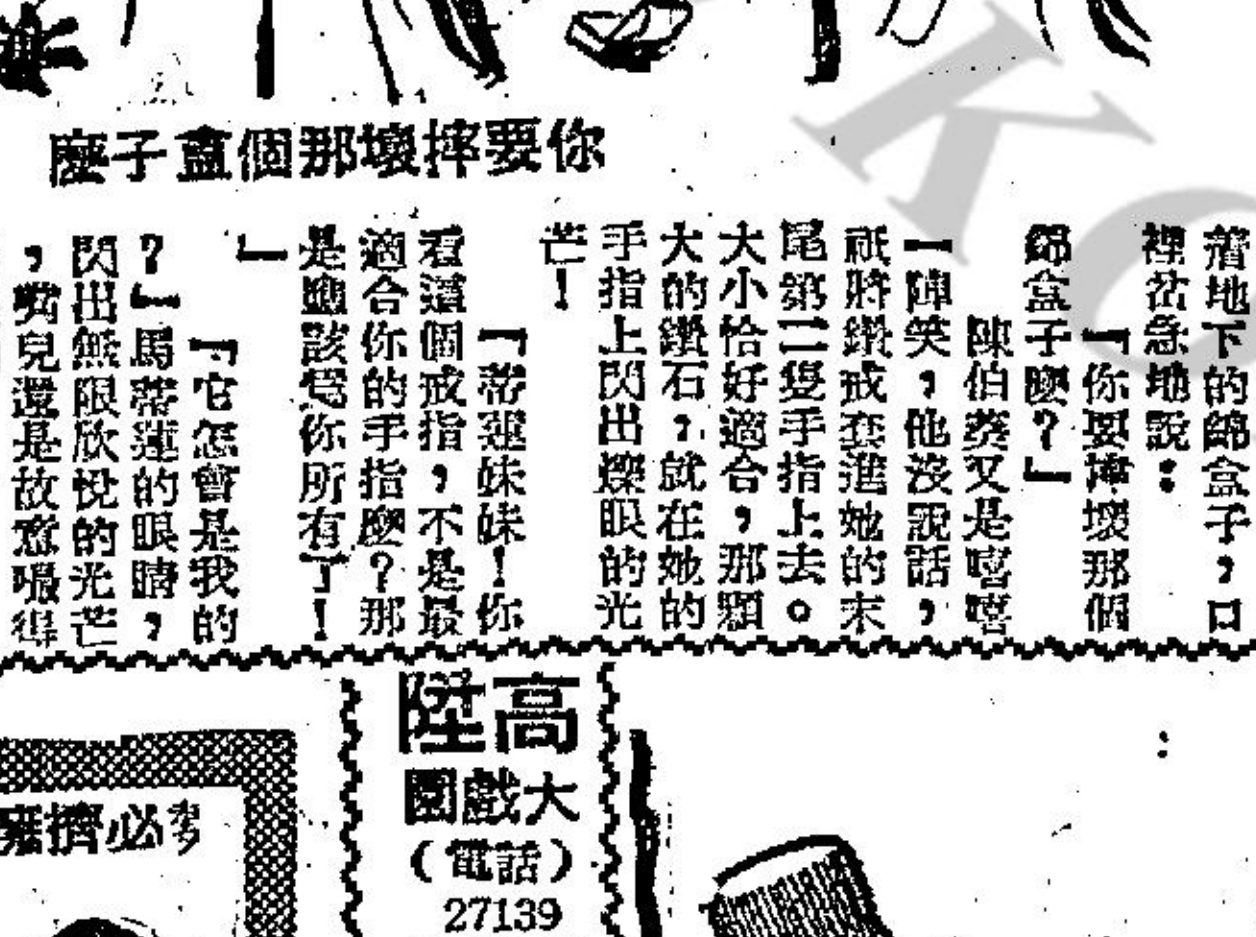 你要摔壞那個盒子麼
着地下的錦盒子，口
裡岔急地說：
「你要摔壞那個
錦盒子麼？」
陳伯葵又是嘻嘻
一陣笑，他沒說話，
祇將鑽戒套進她的末
尾第二隻手指上去。
大小恰好適合，那顆
大的鑽石，就在她的
手指上閃出爍眼的光
芒！
「蒂蓮妹妹！你
看這個戒指，不是最
適合你的手指麼？那
是應該為你所有了！
」
「它怎會是我的
？」馬蒂蓮的眼睛，
閃出無限欣悅的光芒
，嘴兒還是故意噘得
高陞
大戲園
（電話）
27139
擠必